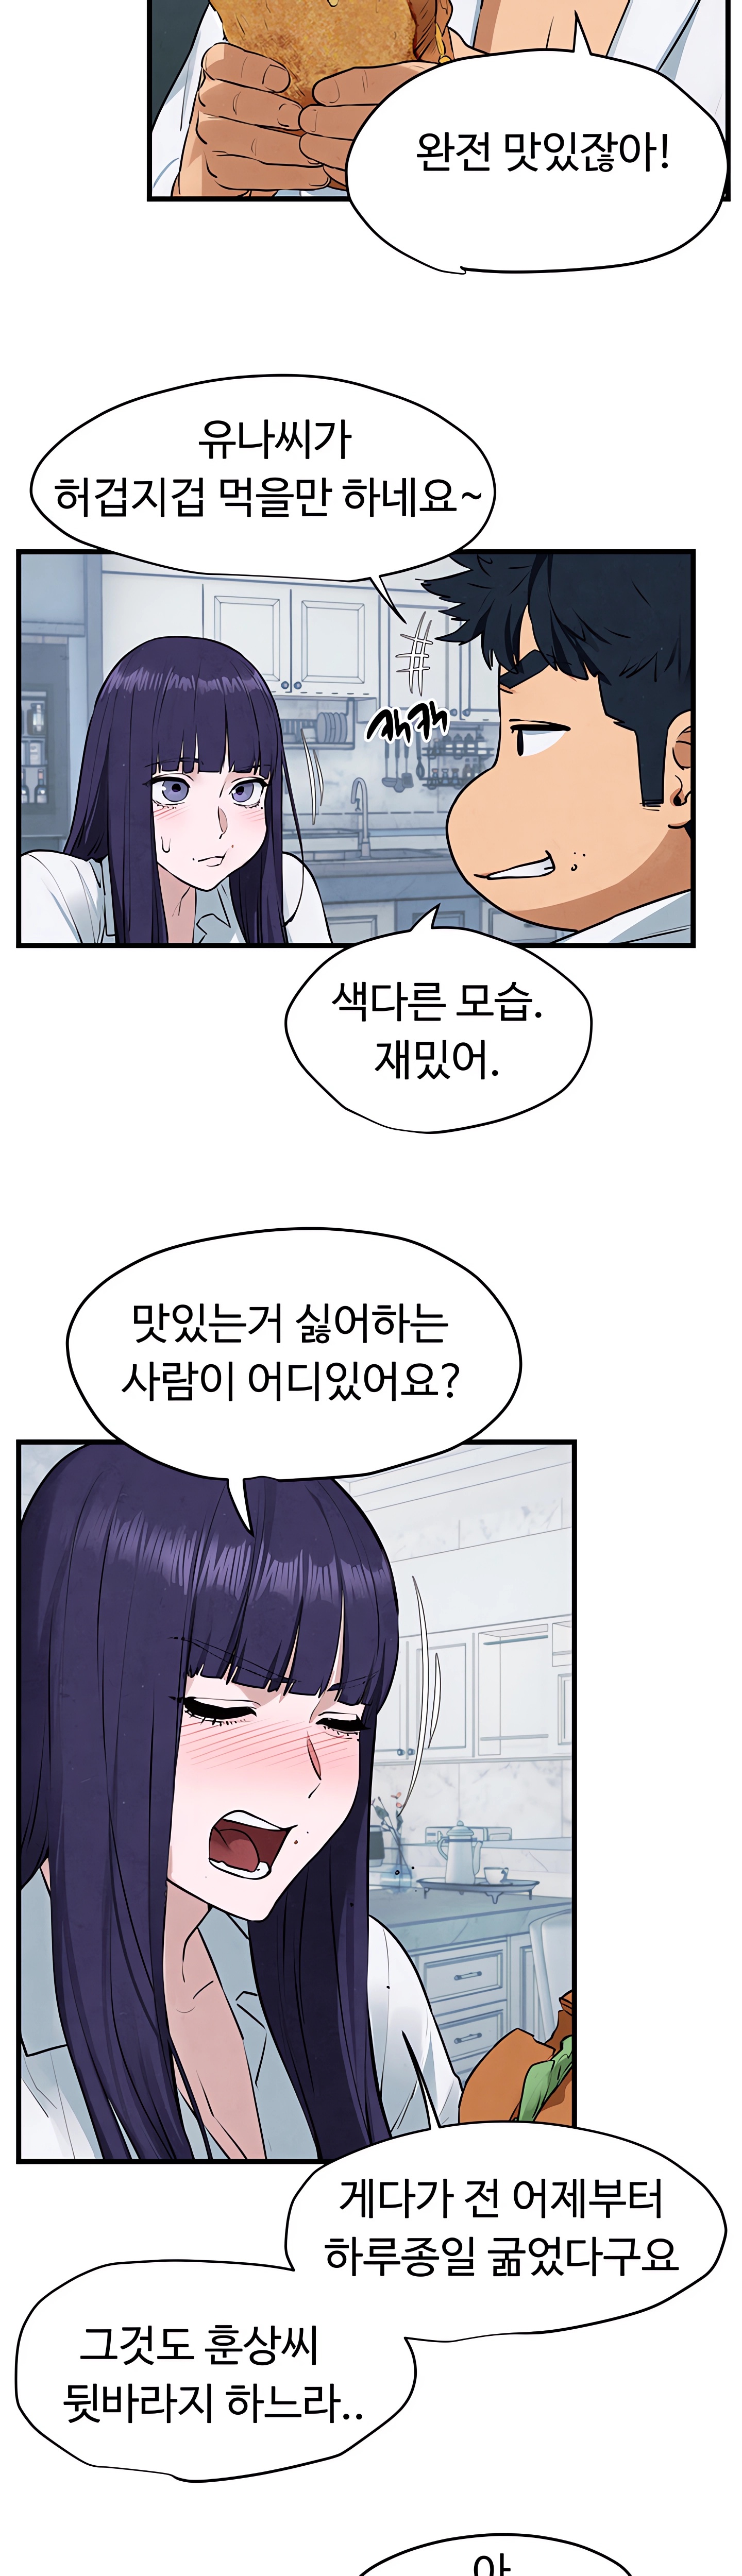 완전 맛있잖아!
유나씨가
허겁지겁 먹을만 하네요~
캬캬
색다른 모습.
재밌어.
맛있는거 싫어하는
사람이 어디있어요?
게다가 전 어제부터
하루종일 굶었다구요
그것도 훈상씨
뒷바라지 하느라..
아